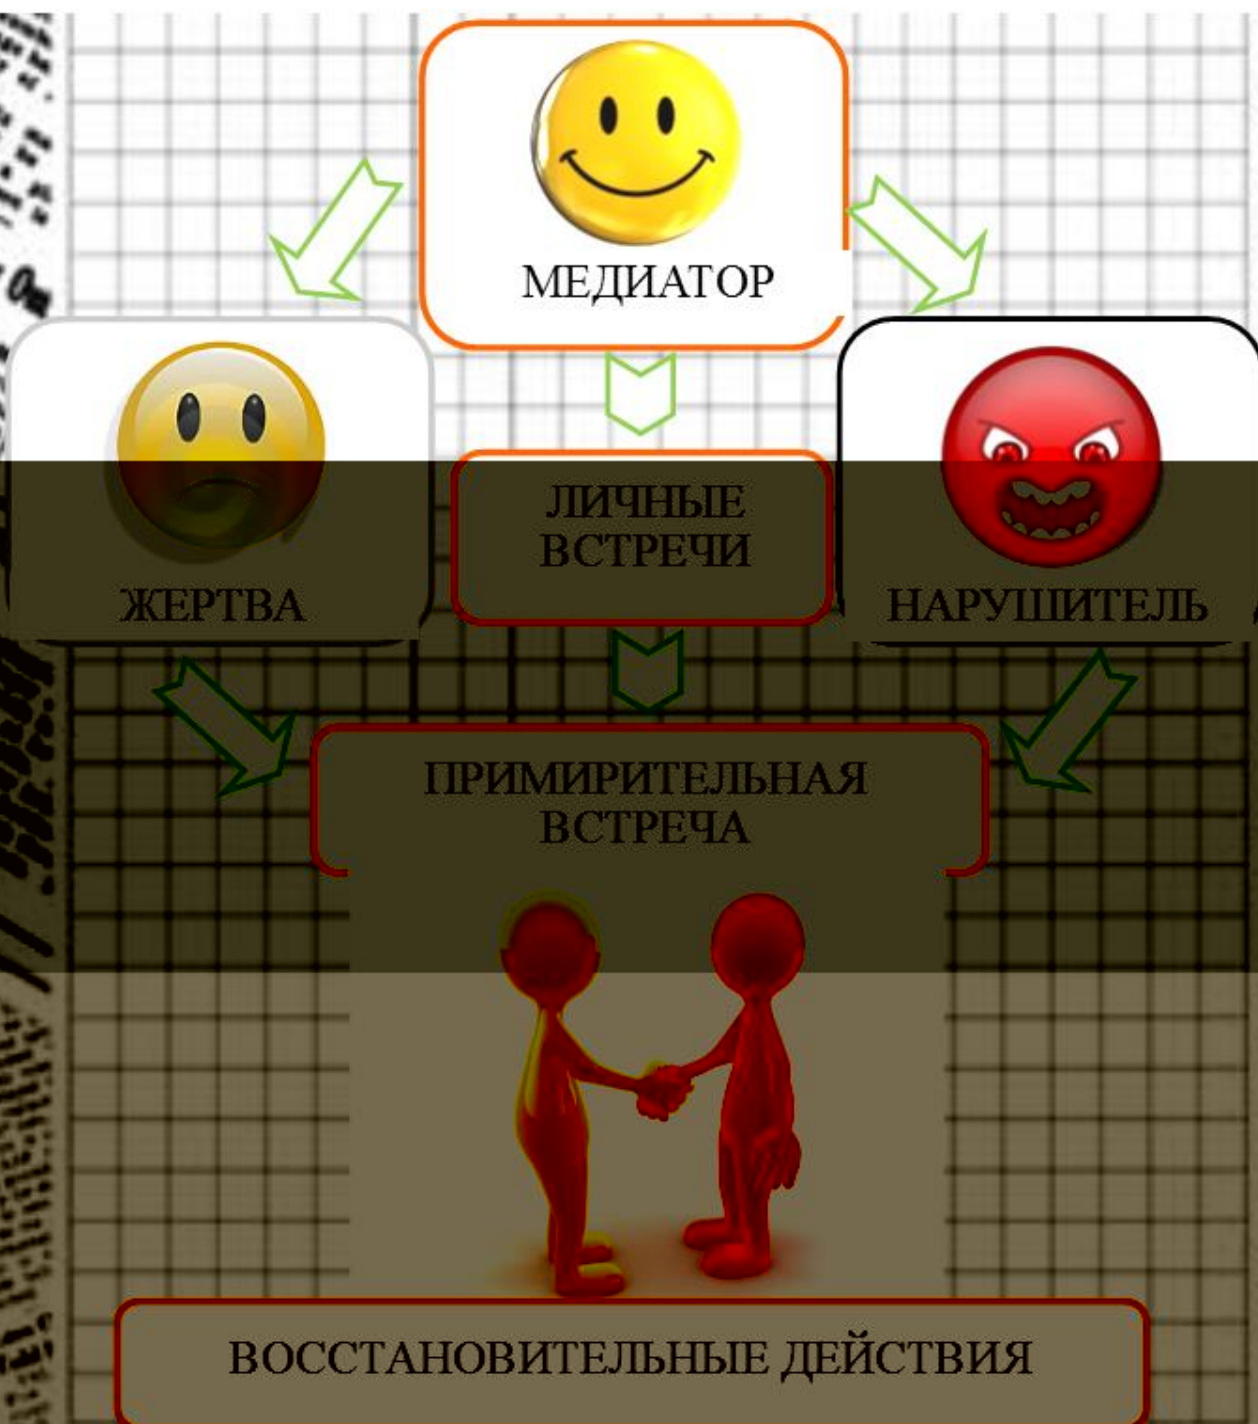 МЕДИАТОР
ЛИЧНЫЕ
ВСТРЕЧИ
ЖЕРТВА
НАРУШИТЕЛЬ
ПРИМИРИТЕЛЬНАЯ
ВСТРЕЧА
ВОССТАНОВИТЕЛЬНЫЕ ДЕЙСТВИЯ